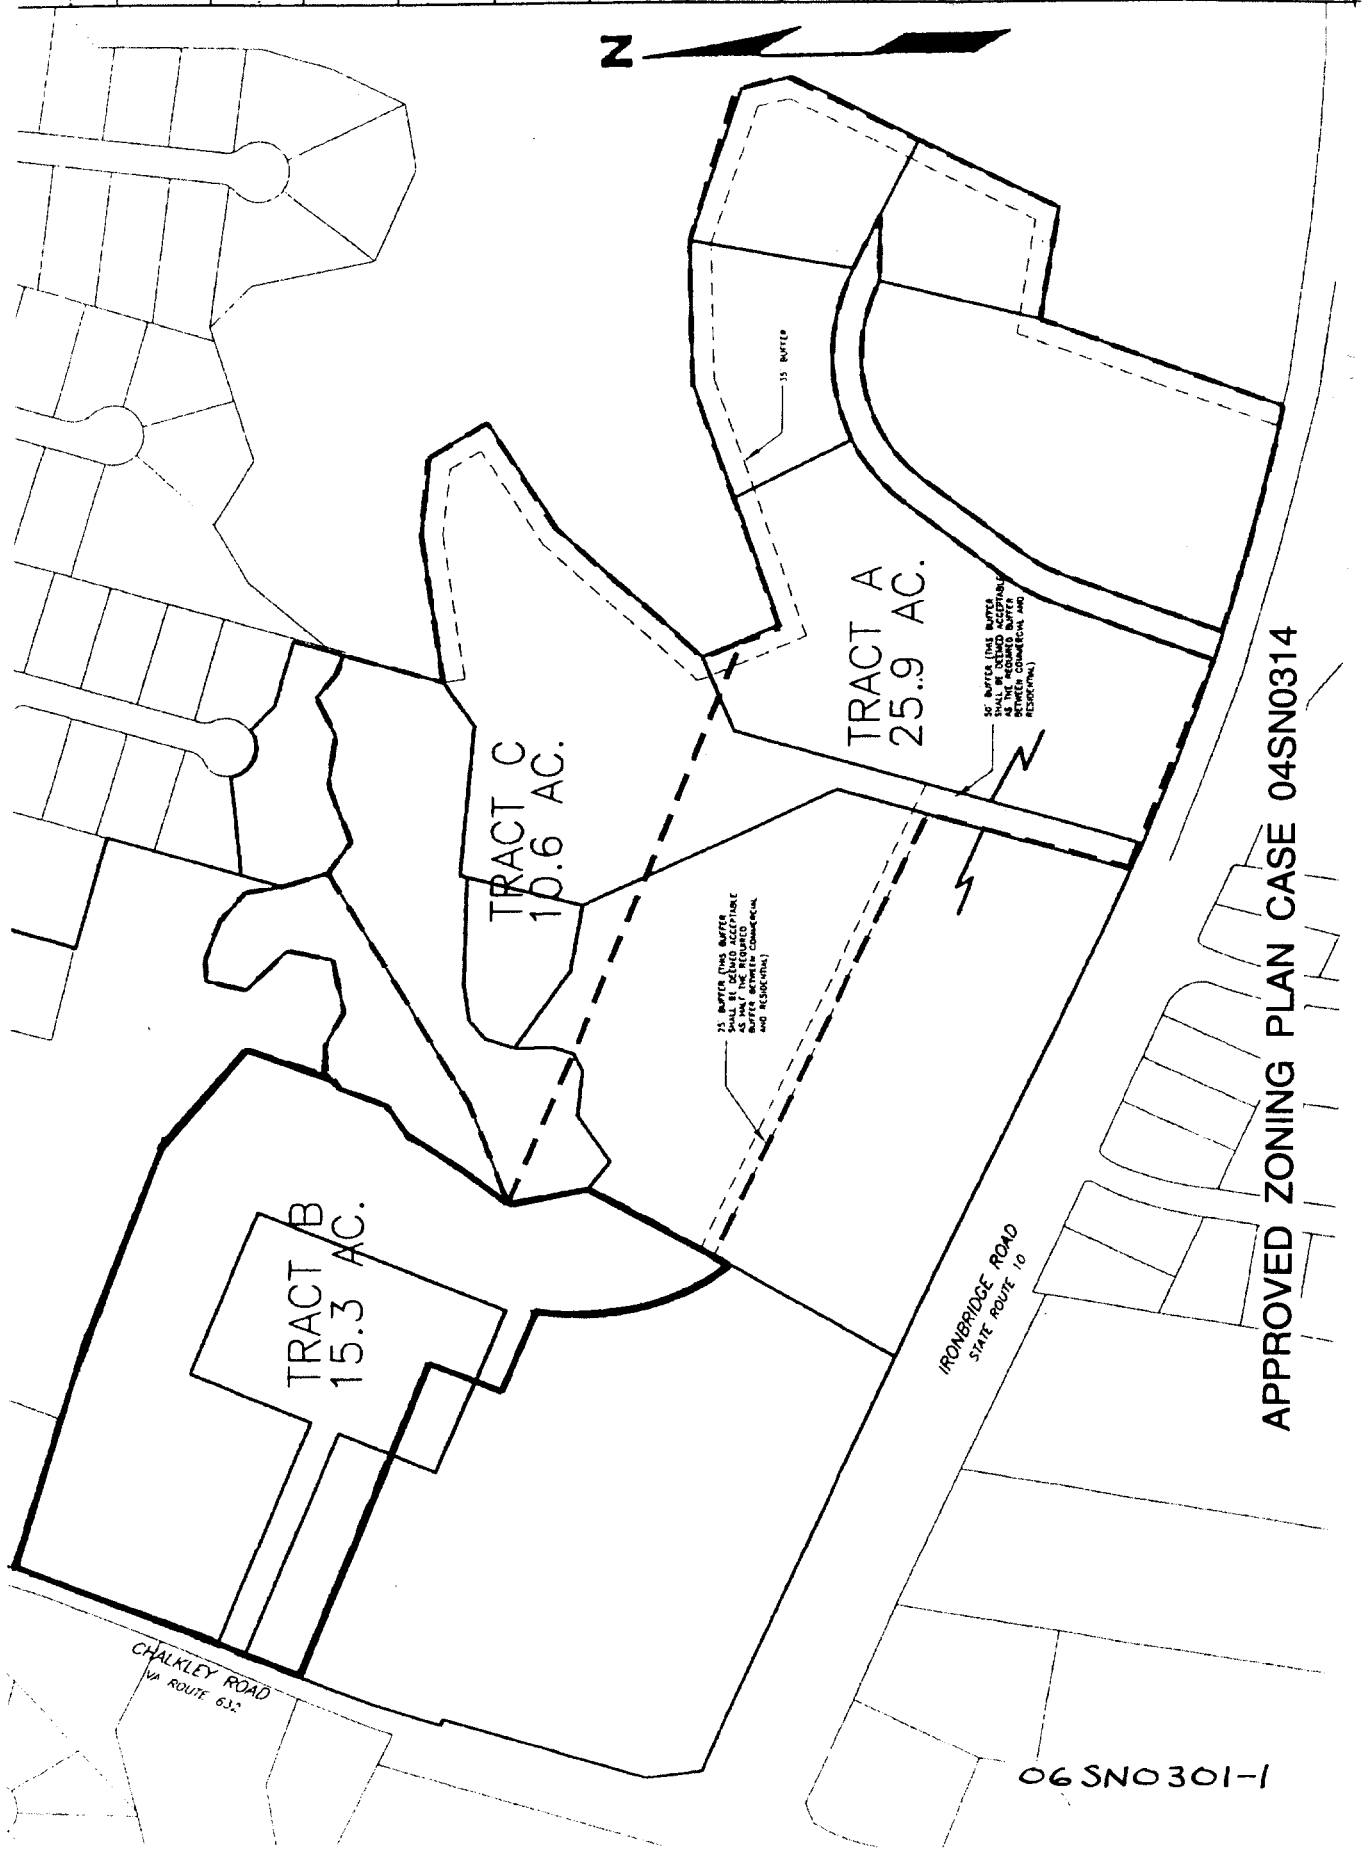 N
35 BUFFER
TRACT A
25.9 AC.
50' BUFFER (THIS BUFFER
SHALL BE DEEMED ACCEPTABLE
AS THE REQUIRED BUFFER
BETWEEN COMMERCIAL AND
RESIDENTIAL)
TRACT C
10.6 AC.
25' BUFFER (THIS BUFFER
SHALL BE DEEMED ACCEPTABLE
AS HALF THE REQUIRED
BUFFER BETWEEN COMMERCIAL
AND RESIDENTIAL)
TRACT B
15.3 AC.
IRONBRIDGE ROAD
STATE ROUTE 10
CHALKLEY ROAD
VA ROUTE 632
APPROVED ZONING PLAN CASE 04SN0314
06SN0301-1